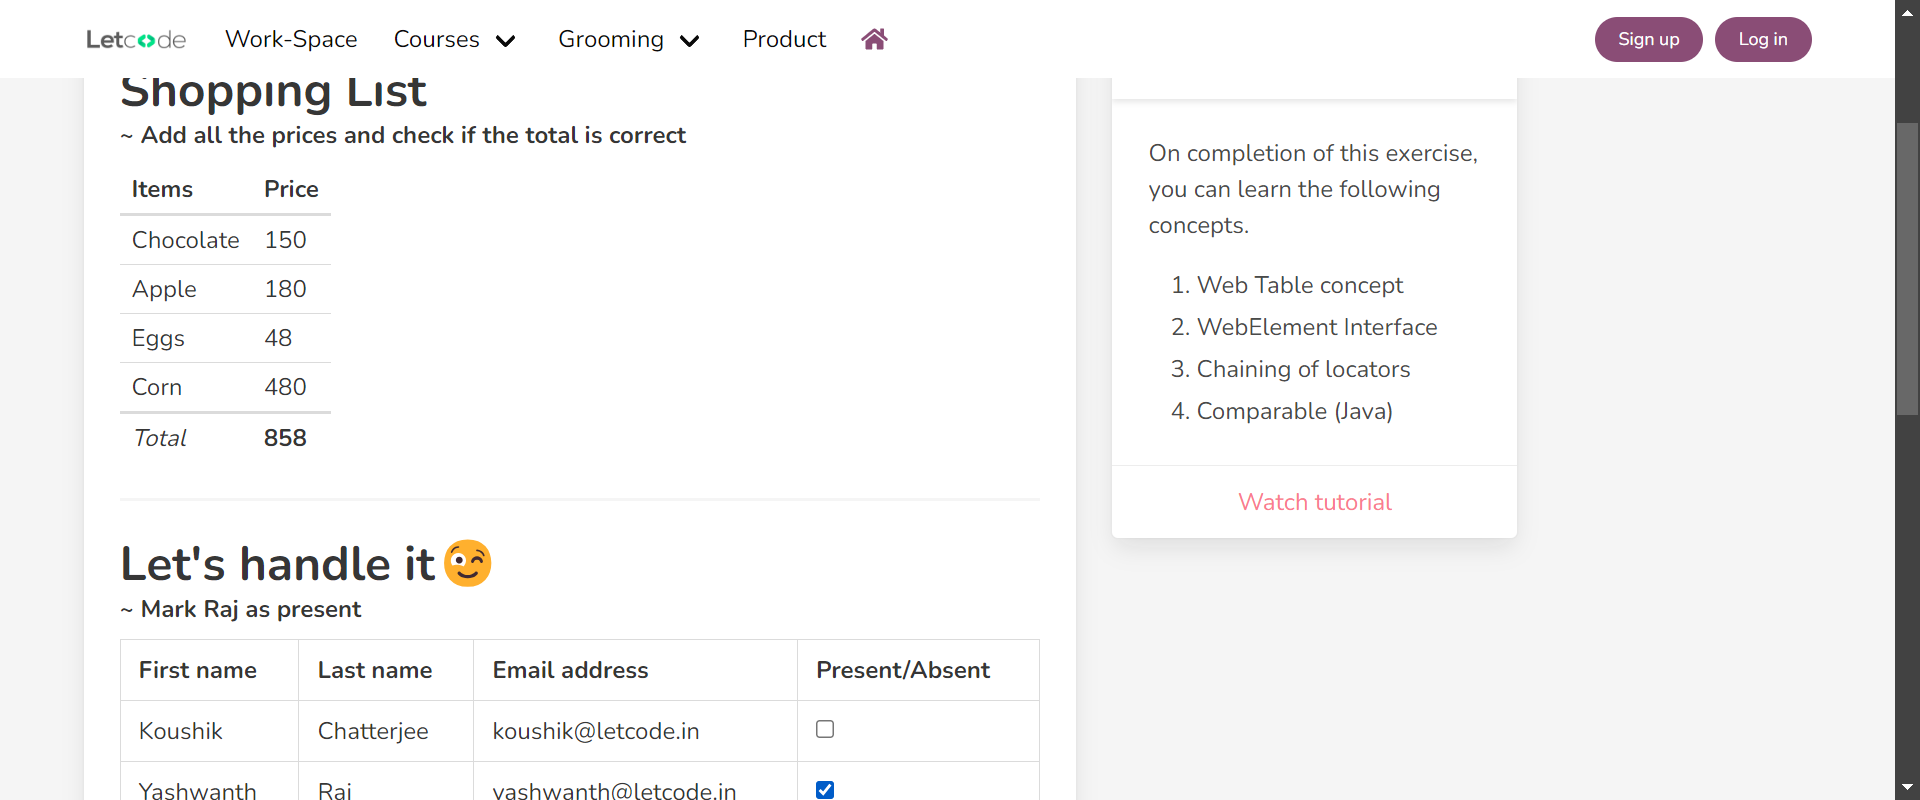 Letcode
Work-Space
Courses
Grooming
Product
Sign up
Log in
Shopping List
~ Add all the prices and check if the total is correct
Items Price
Chocolate 150
Apple 180
Eggs 48
Corn 480
Total 858
On completion of this exercise,
you can learn the following
concepts.
1. Web Table concept
2. WebElement Interface
3. Chaining of locators
4. Comparable (Java)
Watch tutorial
Let's handle it😉
~ Mark Raj as present
First name Last name Email address Present/Absent
Koushik Chatterjee koushik@letcode.in
Yashwanth Raj yashwanth@letcode.in